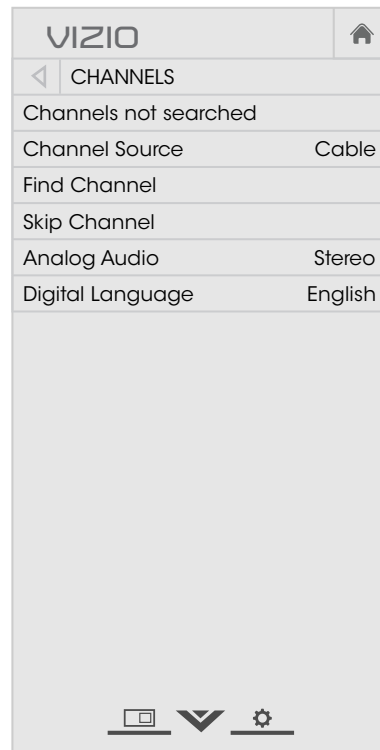 VIZIO
CHANNELS
Channels not searched
Channel Source Cable
Find Channel
Skip Channel
Analog Audio Stereo
Digital Language English